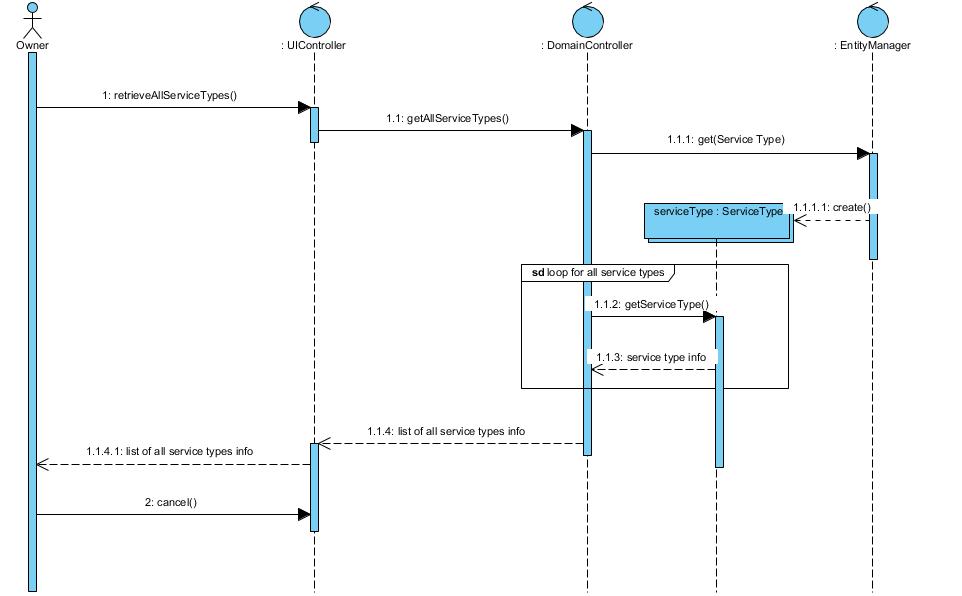 Owner
: UIController
: DomainController
: EntityManager
1: retrieveAllServiceTypes()
1.1: getAllServiceTypes()
1.1.1: get(Service Type)
serviceType : ServiceType
1.1.1.1: create()
sd loop for all service types
1.1.2: getServiceType()
1.1.3: service type info
1.1.4: list of all service types info
1.1.4.1: list of all service types info
2: cancel()